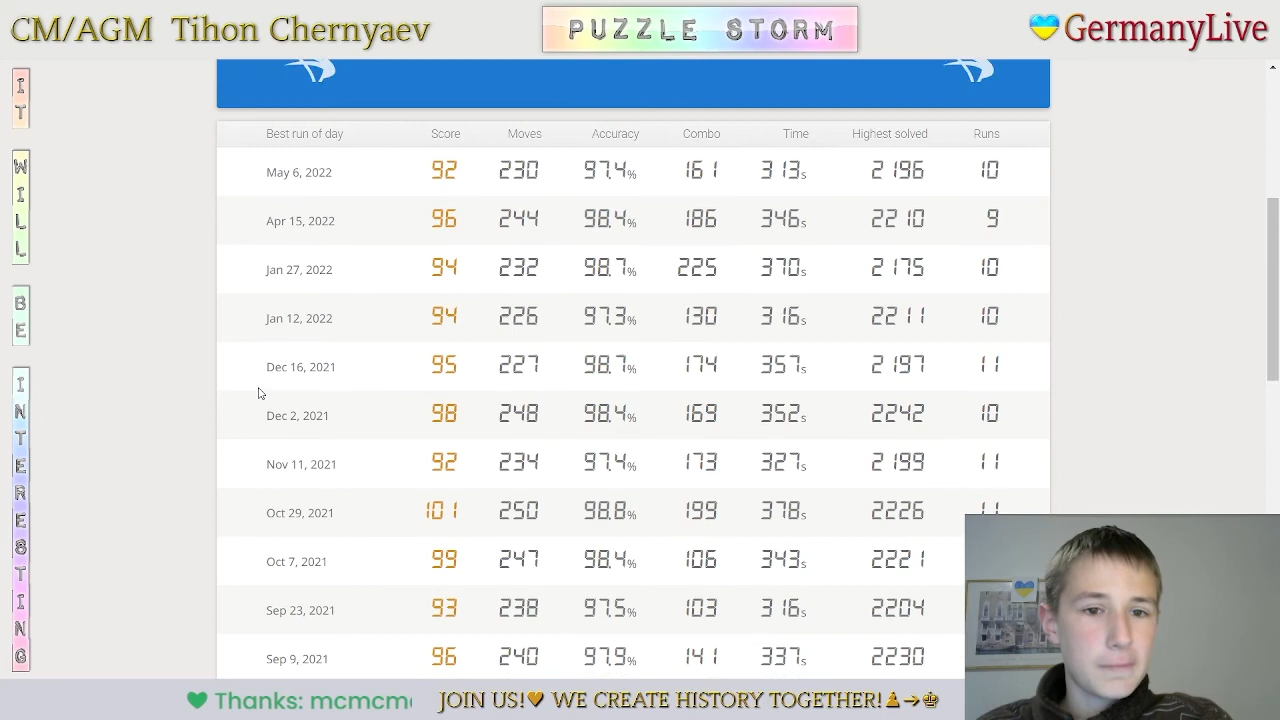 CM/AGM Tihon Chernyaev
PUZZLE STORM
GermanyLive
IT
WILL
BE
INTERESTING
Best run of day Score Moves Accuracy Combo Time Highest solved Runs
May 6, 2022 92 230 97.4% 161 313s 2196 10
Apr 15, 2022 96 244 98.4% 186 346s 2210 9
Jan 27, 2022 94 232 98.7% 225 370s 2175 10
Jan 12, 2022 94 226 97.3% 130 316s 2211 10
Dec 16, 2021 95 227 98.7% 174 357s 2197 11
Dec 2, 2021 98 248 98.4% 169 352s 2242 10
Nov 11, 2021 92 234 97.4% 173 327s 2199 11
Oct 29, 2021 101 250 98.8% 199 378s 2226 11
Oct 7, 2021 99 247 98.4% 106 343s 2221
Sep 23, 2021 93 238 97.5% 103 316s 2204
Sep 9, 2021 96 240 97.9% 141 337s 2230
Thanks: mcmcm
JOIN US! WE CREATE HISTORY TOGETHER!